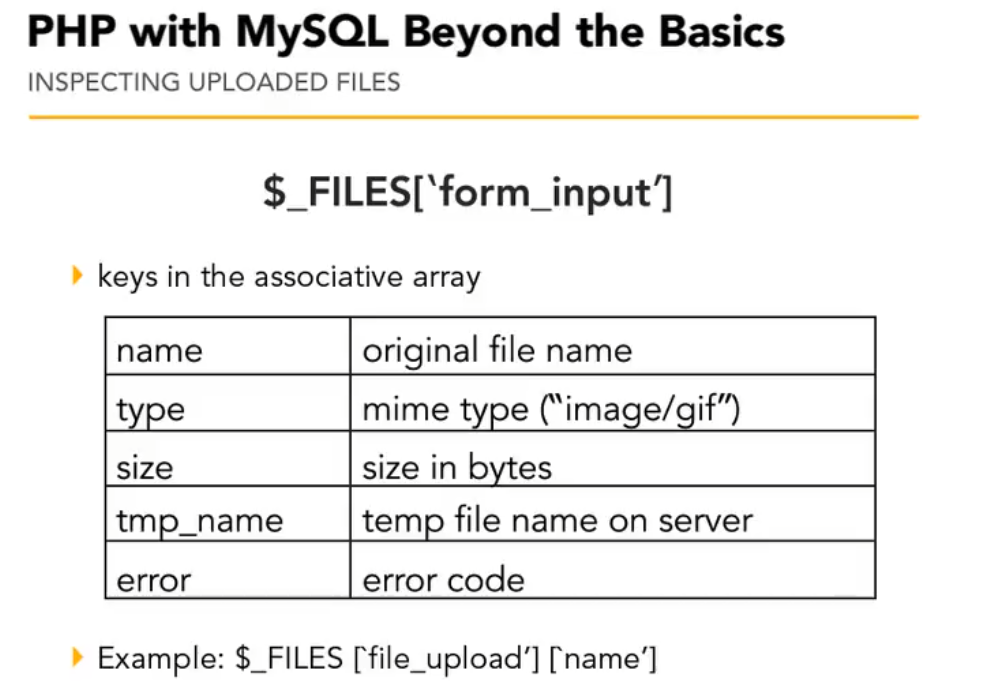 PHP with MySQL Beyond the Basics
INSPECTING UPLOADED FILES
$_FILES[‘form_input’]
keys in the associative array
name original file name
type mime type (“image/gif”)
size size in bytes
tmp_name temp file name on server
error error code
Example: $_FILES [‘file_upload’] [‘name’]